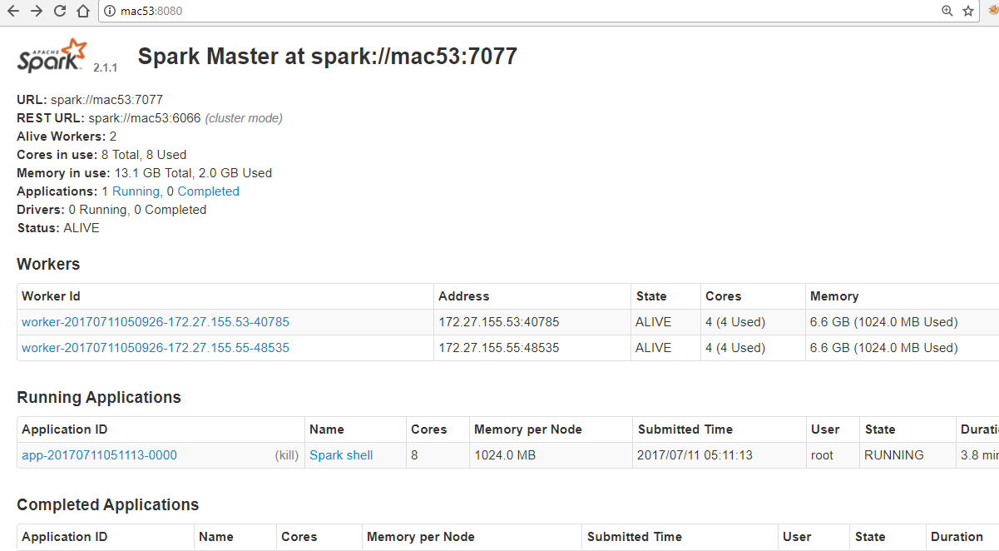 mac53:8080
APACHE Spark 2.1.1 Spark Master at spark://mac53:7077
URL: spark://mac53:7077
REST URL: spark://mac53:6066 (cluster mode)
Alive Workers: 2
Cores in use: 8 Total, 8 Used
Memory in use: 13.1 GB Total, 2.0 GB Used
Applications: 1 Running, 0 Completed
Drivers: 0 Running, 0 Completed
Status: ALIVE
Workers
Worker Id Address State Cores Memory
worker-20170711050926-172.27.155.53-40785 172.27.155.53:40785 ALIVE 4 (4 Used) 6.6 GB (1024.0 MB Used)
worker-20170711050926-172.27.155.55-48535 172.27.155.55:48535 ALIVE 4 (4 Used) 6.6 GB (1024.0 MB Used)
Running Applications
Application ID Name Cores Memory per Node Submitted Time User State Durati
app-20170711051113-0000 (kill) Spark shell 8 1024.0 MB 2017/07/11 05:11:13 root RUNNING 3.8 mi
Completed Applications
Application ID Name Cores Memory per Node Submitted Time User State Duration